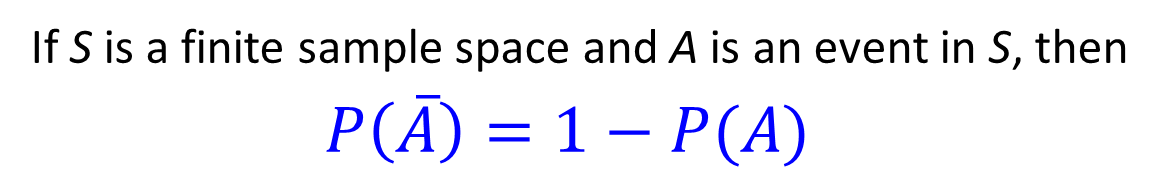 If S is a finite sample space and A is an event in S, then
P(Ā) = 1 − P(A)